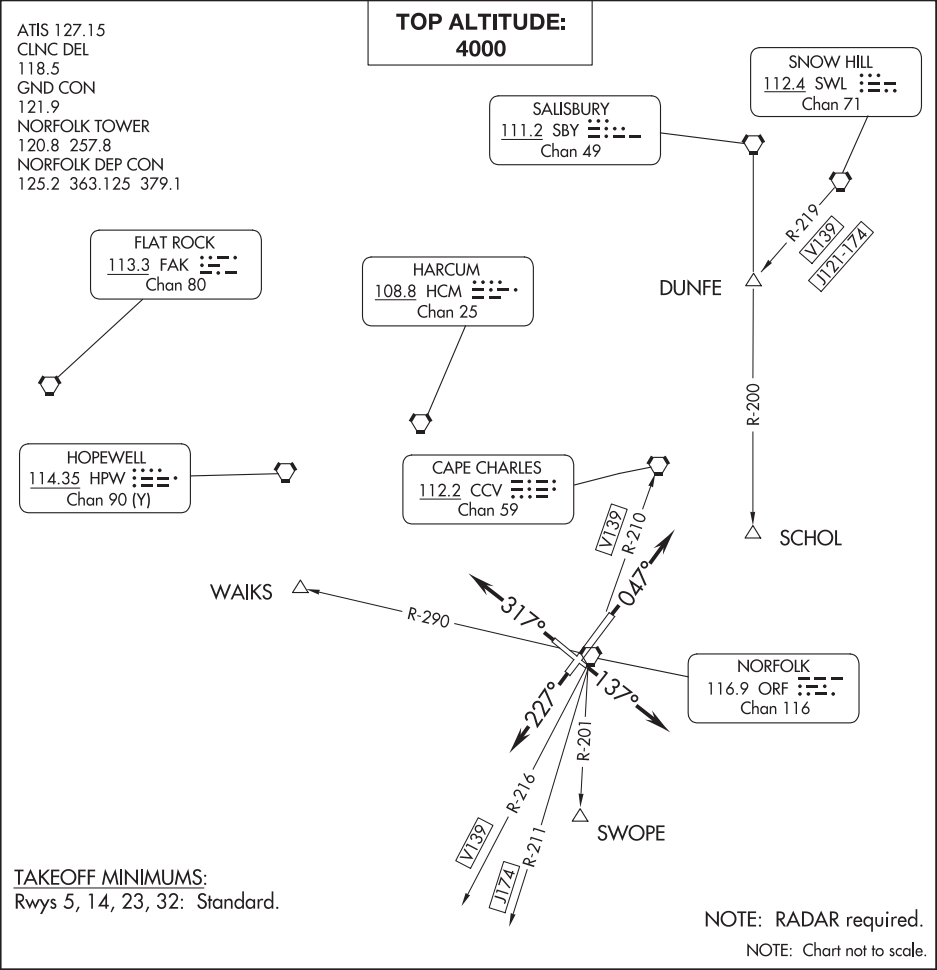 ATIS 127.15
CLNC DEL
118.5
GND CON
121.9
NORFOLK TOWER
120.8 257.8
NORFOLK DEP CON
125.2 363.125 379.1
TOP ALTITUDE:
4000
SNOW HILL
112.4 SWL
Chan 71
SALISBURY
111.2 SBY
Chan 49
R-219
V139
J121-174
FLAT ROCK
113.3 FAK
Chan 80
HARCUM
108.8 HCM
Chan 25
DUNFE
R-200
HOPEWELL
114.35 HPW
Chan 90 (Y)
CAPE CHARLES
112.2 CCV
Chan 59
V139
R-210
SCHOL
WAIKS
R-290
317°
047°
227°
137°
NORFOLK
116.9 ORF
Chan 116
R-201
R-216
R-211
V139
J174
SWOPE
TAKEOFF MINIMUMS:
Rwys 5, 14, 23, 32: Standard.
NOTE: RADAR required.
NOTE: Chart not to scale.